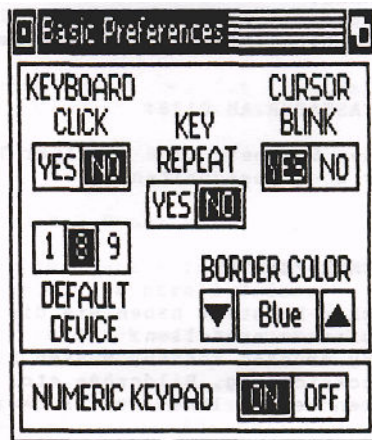 Basic Preferences
KEYBOARD
CLICK
YES NO
KEY
REPEAT
YES NO
CURSOR
BLINK
YES NO
1 8 9
DEFAULT
DEVICE
BORDER COLOR
Blue
NUMERIC KEYPAD ON OFF